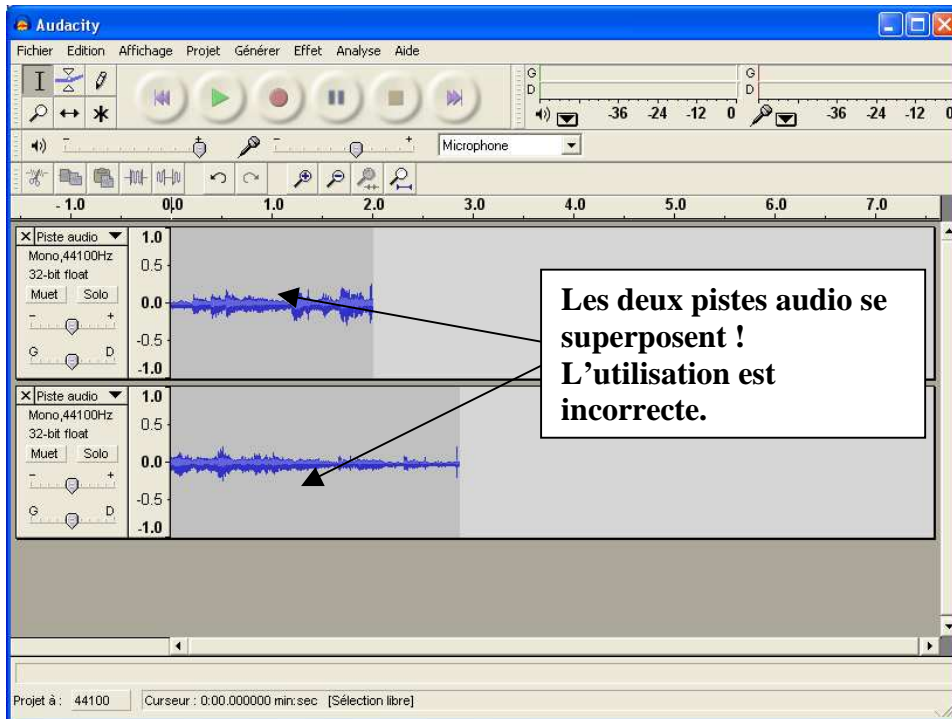 Audacity
Fichier Edition Affichage Projet Générer Effet Analyse Aide
G G
D D
-36 -24 -12 0 -36 -24 -12 0
- + - + Microphone
- 1.0 0,0 1.0 2.0 3.0 4.0 5.0 6.0 7.0
X Piste audio 1.0
Mono,44100Hz
32-bit float 0.5
Muet Solo
- + 0.0
G D -0.5
-1.0
Les deux pistes audio se
superposent !
L'utilisation est
incorrecte.
X Piste audio 1.0
Mono,44100Hz
32-bit float 0.5
Muet Solo
- + 0.0
G D -0.5
-1.0
Projet à : 44100 Curseur : 0:00.000000 min:sec [Sélection libre]